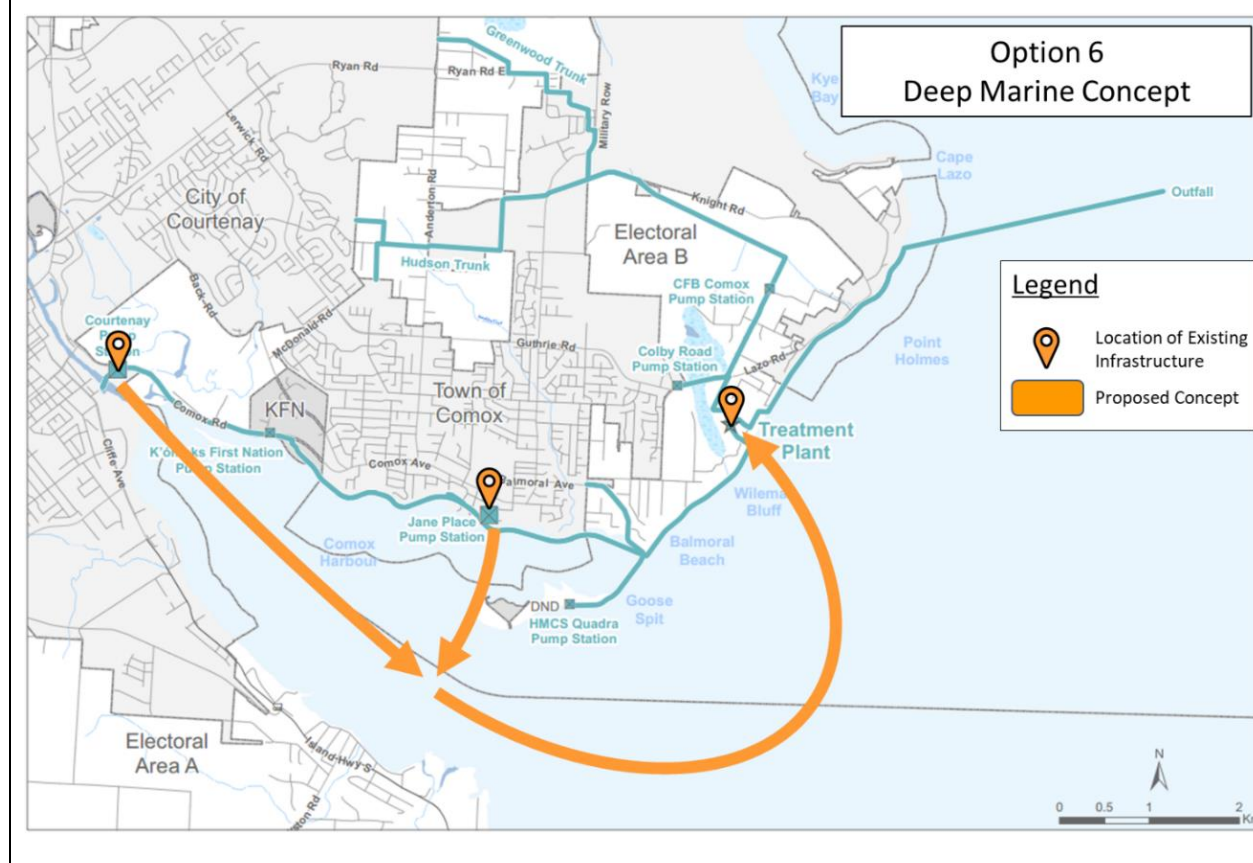 Option 6
Deep Marine Concept
Greenwood Trunk
Ryan Rd
Ryan Rd E
Kye
Bay
Lerwick Rd
Military Row
Cape
Lazo
City of
Courtenay
Anderton Rd
Knight Rd
Outfall
Electoral
Area B
Hudson Trunk
Legend
Location of Existing
Infrastructure
Proposed Concept
CFB Comox
Pump Station
Back Rd
Courtenay
Station
McDonald Rd
Guthrie Rd
Point
Holmes
Colby Road
Pump Station
Lazo Rd
Town of
Comox
KFN
Comox Rd
Treatment
Plant
First Nation
Pump Station
Cliffe Ave
Comox Ave
Balmoral Ave
Bluff
Jane Place
Pump Station
Comox
Harbour
Balmoral
Beach
DND
Goose
Spit
HMCS Quadra
Pump Station
Electoral
Area A
Island Hwy S
N
0 0.5 1 2